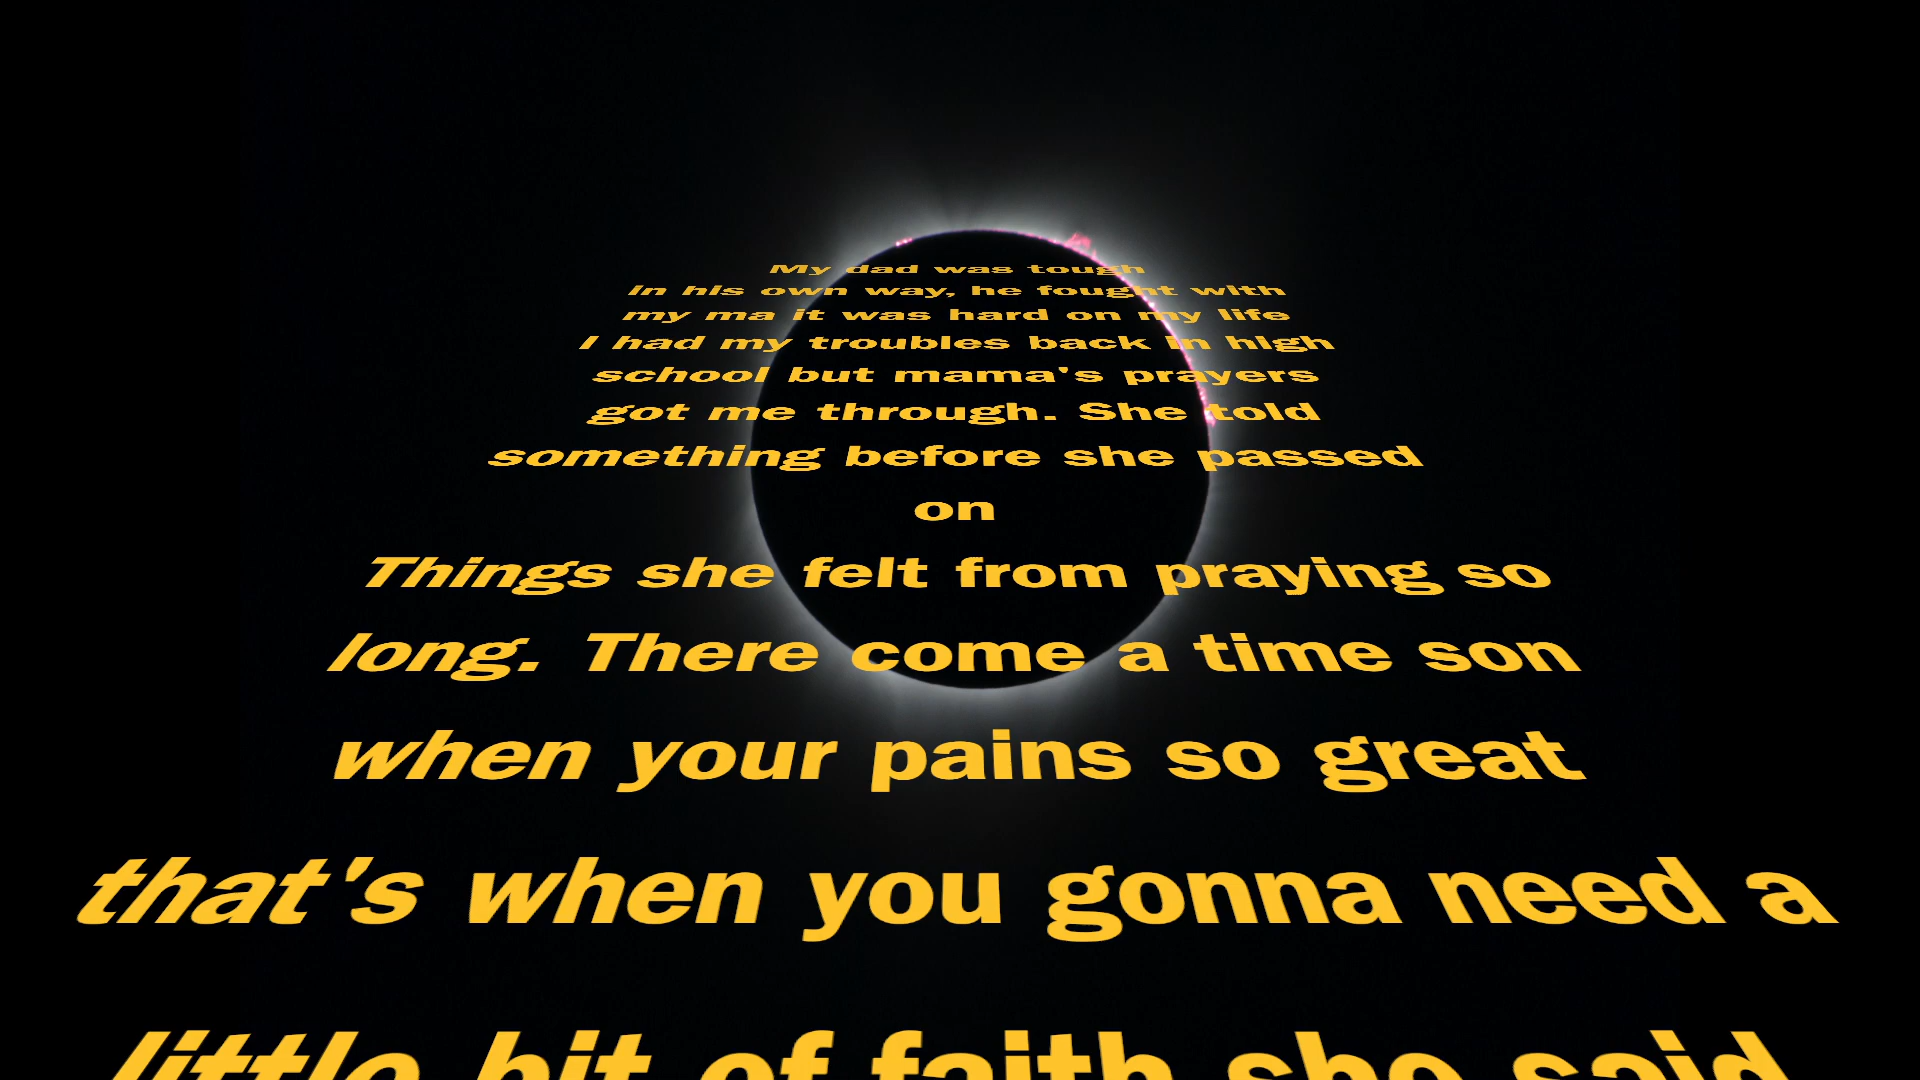 My dad was tough
in his own way, he fought with
my ma it was hard on my life
I had my troubles back in high
school but mama's prayers
got me through. She told
something before she passed
on
Things she felt from praying so
long. There come a time son
when your pains so great
that's when you gonna need a
little bit of faith she said